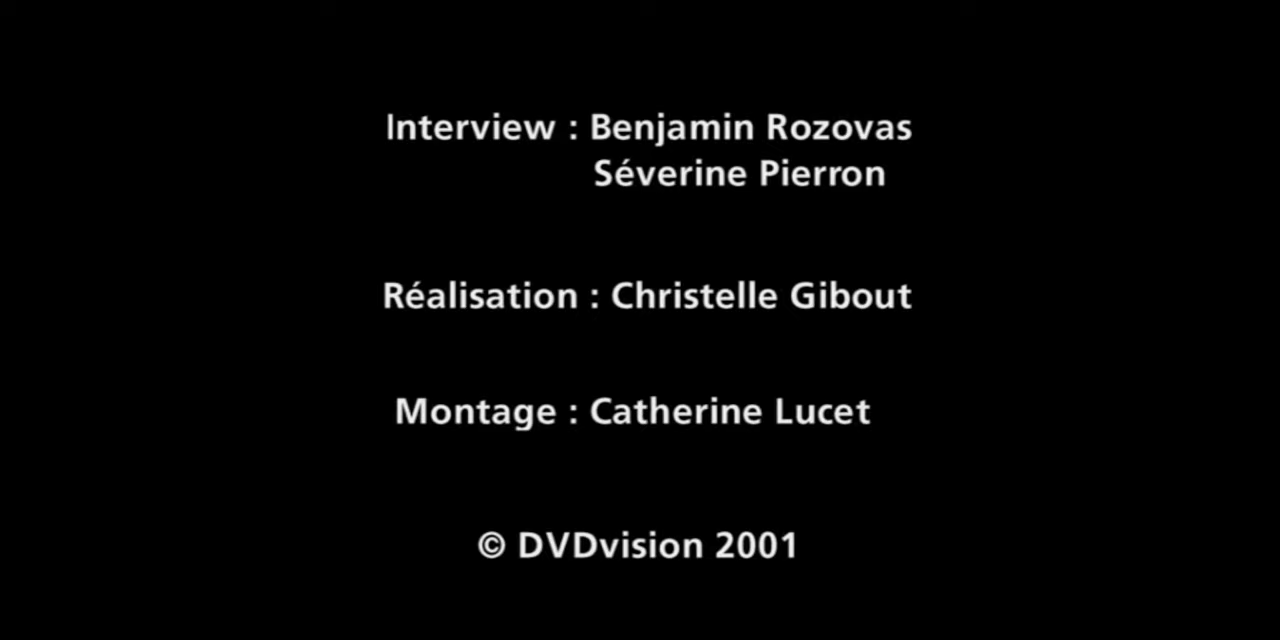 Interview : Benjamin Rozovas
Séverine Pierron
Réalisation : Christelle Gibout
Montage : Catherine Lucet
© DVDvision 2001